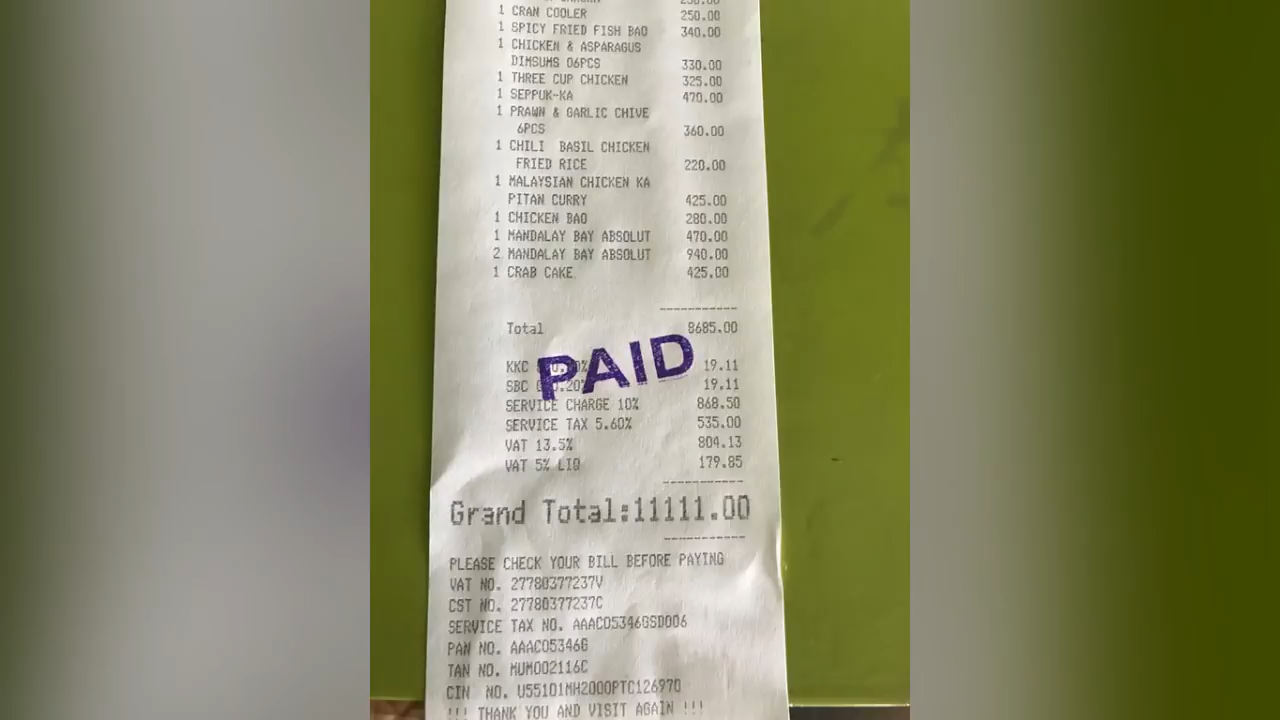 1 CRAN COOLER 250.00
1 SPICY FRIED FISH BAO 340.00
1 CHICKEN & ASPARAGUS
DIMSUMS 06PCS 330.00
1 THREE CUP CHICKEN 325.00
1 SEPPUK-KA 470.00
1 PRAWN & GARLIC CHIVE
6PCS 360.00
1 CHILI BASIL CHICKEN
FRIED RICE 220.00
1 MALAYSIAN CHICKEN KA
PITAN CURRY 425.00
1 CHICKEN BAO 280.00
1 MANDALAY BAY ABSOLUT 470.00
2 MANDALAY BAY ABSOLUT 940.00
1 CRAB CAKE 425.00
Total 8685.00
PAID
KKC 19.11
SBC 19.11
SERVICE CHARGE 10% 868.50
SERVICE TAX 5.60% 535.00
VAT 13.5% 804.13
VAT 5% LIQ 179.85
Grand Total:11111.00
PLEASE CHECK YOUR BILL BEFORE PAYING
VAT NO. 27780377237V
CST NO. 27780377237C
SERVICE TAX NO. AAACO5346GSD006
PAN NO. AAACO5346G
TAN NO. MUMO02116C
CIN NO. U55101MH2000PTC126970
!!! THANK YOU AND VISIT AGAIN !!!